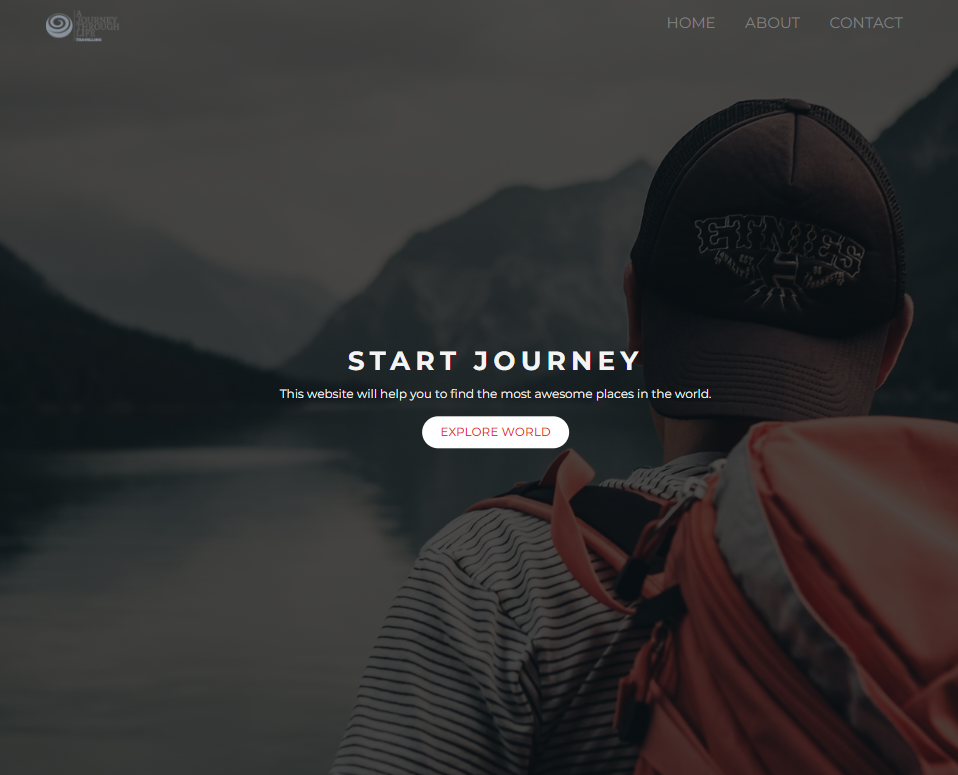 A
JOURNEY
THROUGH
LIFE
TRAVELLING
HOME ABOUT CONTACT
ETNIES
START JOURNEY
This website will help you to find the most awesome places in the world.
EXPLORE WORLD